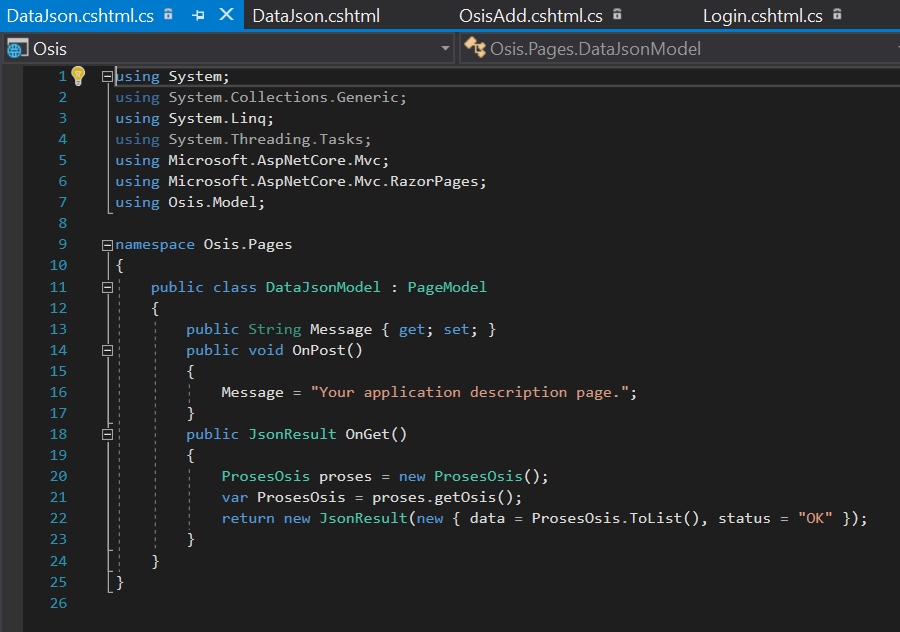 DataJson.cshtml.cs DataJson.cshtml OsisAdd.cshtml.cs Login.cshtml.cs
Osis Osis.Pages.DataJsonModel
1 using System;
2 using System.Collections.Generic;
3 using System.Linq;
4 using System.Threading.Tasks;
5 using Microsoft.AspNetCore.Mvc;
6 using Microsoft.AspNetCore.Mvc.RazorPages;
7 using Osis.Model;
8
9 namespace Osis.Pages
10 {
11 public class DataJsonModel : PageModel
12 {
13 public String Message { get; set; }
14 public void OnPost()
15 {
16 Message = "Your application description page.";
17 }
18 public JsonResult OnGet()
19 {
20 ProsesOsis proses = new ProsesOsis();
21 var ProsesOsis = proses.getOsis();
22 return new JsonResult(new { data = ProsesOsis.ToList(), status = "OK" });
23 }
24 }
25 }
26